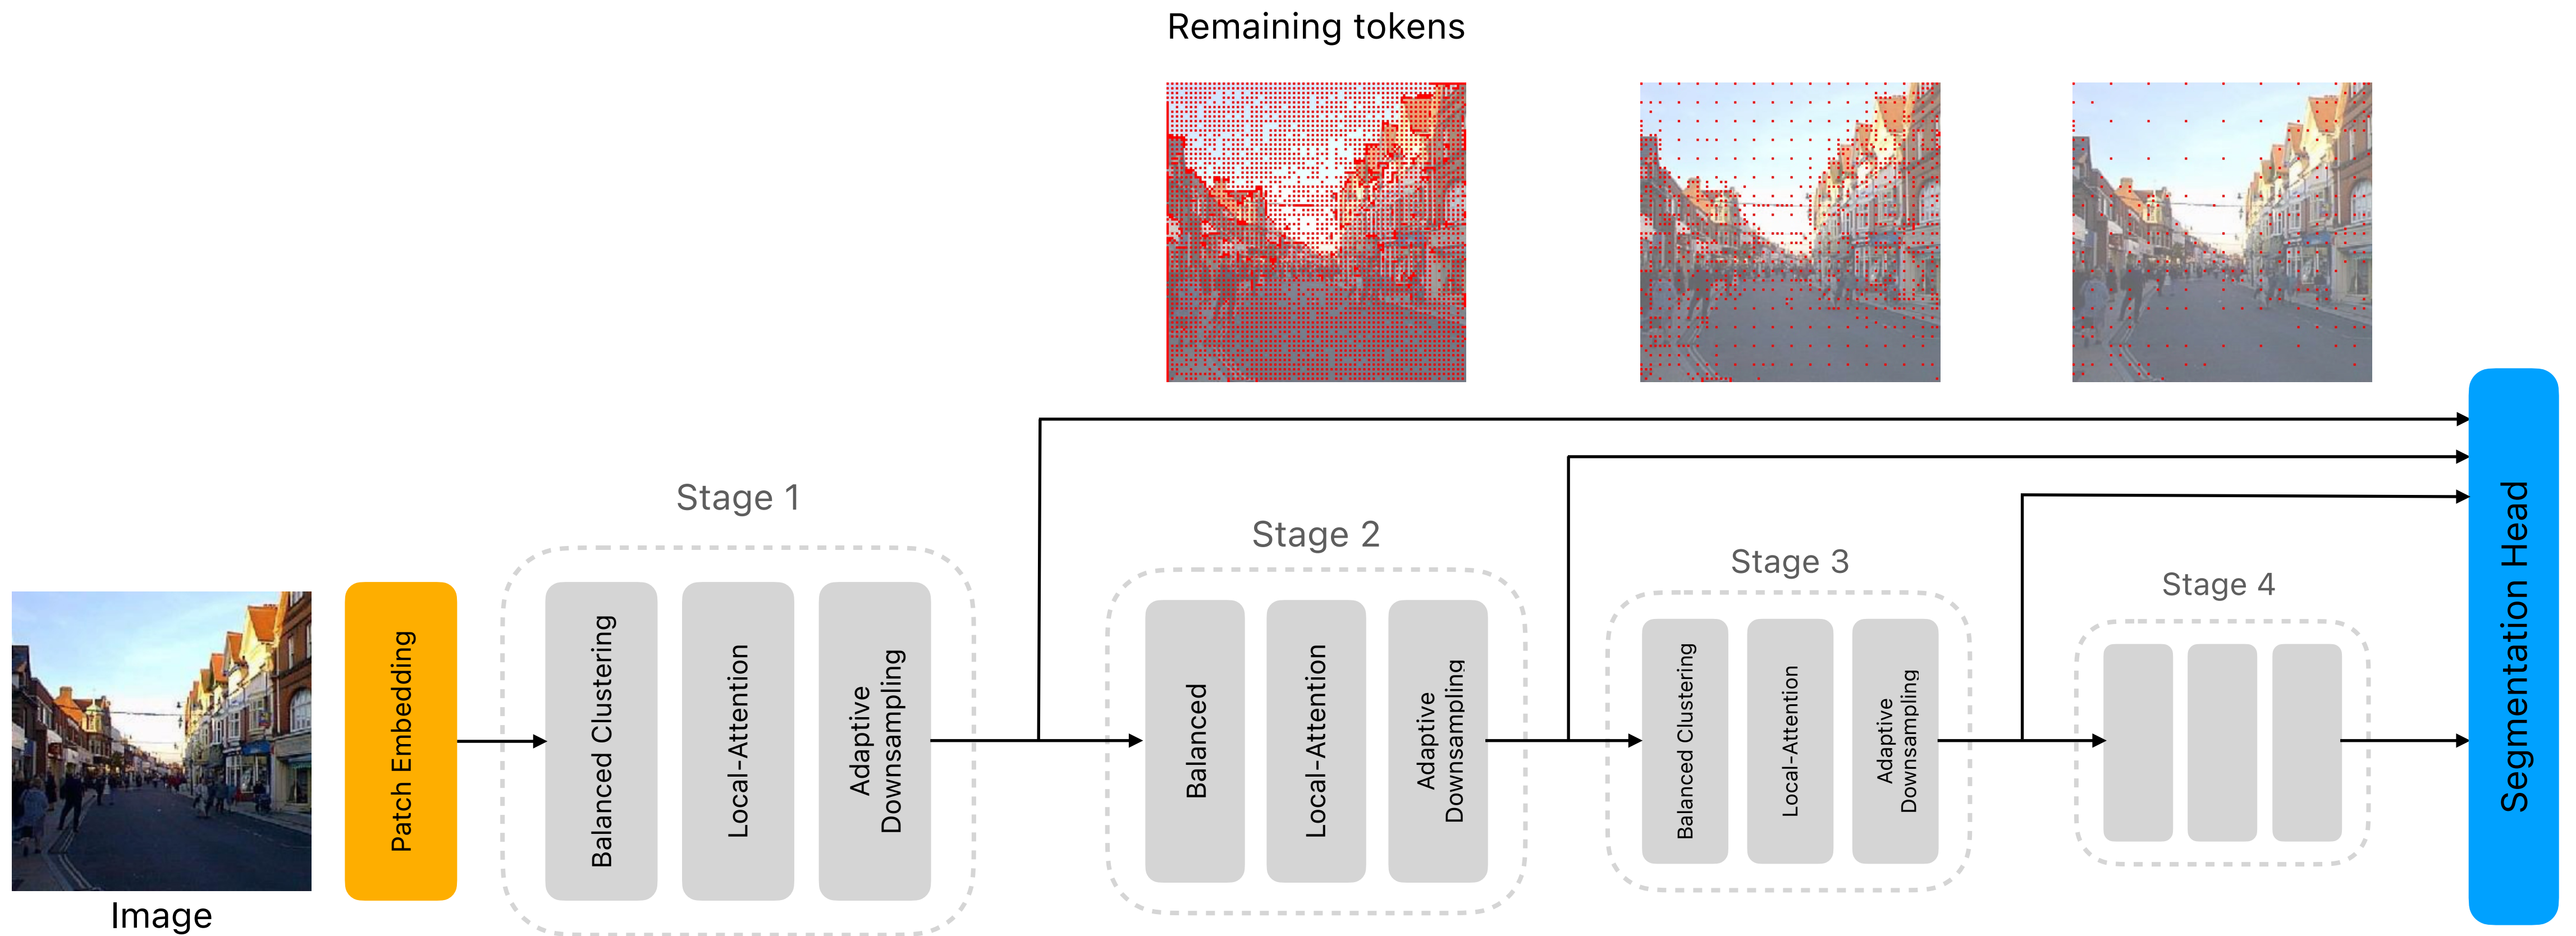 Remaining tokens
Stage 1
Stage 2
Stage 3
Stage 4
Image
Patch Embedding
Balanced Clustering
Local-Attention
Adaptive
Downsampling
Balanced
Local-Attention
Adaptive
Downsampling
Balanced Clustering
Local-Attention
Adaptive
Downsampling
Segmentation Head